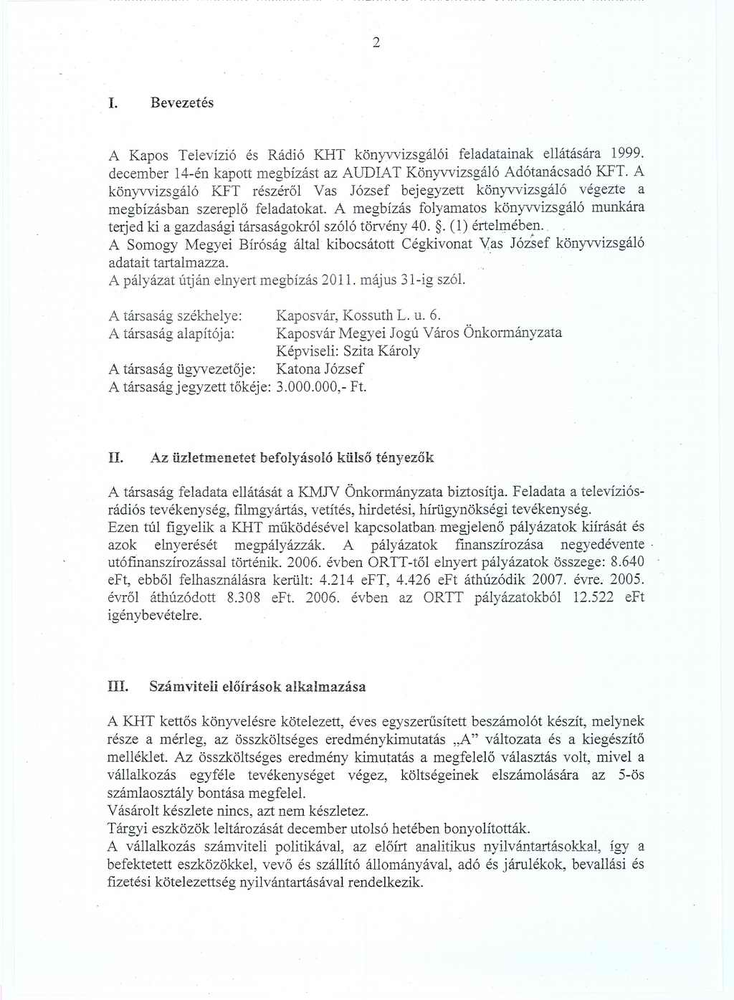 2
I. Bevezetés
A Kapos Televízió és Rádió KHT könyvvizsgálói feladatainak ellátására 1999.
december 14-én kapott megbízást az AUDIAT Könyvvizsgáló Adótanácsadó KFT. A
könyvvizsgáló KFT részéről Vas József bejegyzett könyvvizsgáló végezte a
megbízásban szereplő feladatokat. A megbízás folyamatos könyvvizsgáló munkára
terjed ki a gazdasági társaságokról szóló törvény 40. §. (1) értelmében.
A Somogy Megyei Bíróság által kibocsátott Cégkivonat Vas József könyvvizsgáló
adatait tartalmazza.
A pályázat útján elnyert megbízás 2011. május 31-ig szól.
A társaság székhelye: Kaposvár, Kossuth L. u. 6.
A társaság alapítója: Kaposvár Megyei Jogú Város Önkormányzata
Képviseli: Szita Károly
A társaság ügyvezetője: Katona József
A társaság jegyzett tőkéje: 3.000.000,- Ft.
II. Az üzletmenetet befolyásoló külső tényezők
A társaság feladata ellátását a KMJV Önkormányzata biztosítja. Feladata a televíziós-
rádiós tevékenység, filmgyártás, vetítés, hirdetési, hírügynökségi tevékenység.
Ezen túl figyelik a KHT működésével kapcsolatban megjelenő pályázatok kiírását és
azok elnyerését megpályázzák. A pályázatok finanszírozása negyedévente
utófinanszírozással történik. 2006. évben ORTT-től elnyert pályázatok összege: 8.640
eFt, ebből felhasználásra került: 4.214 eFT, 4.426 eFt áthúzódik 2007. évre. 2005.
évről áthúzódott 8.308 eFt. 2006. évben az ORTT pályázatokból 12.522 eFt
igénybevételre.
III. Számviteli előírások alkalmazása
A KHT kettős könyvelésre kötelezett, éves egyszerűsített beszámolót készít, melynek
része a mérleg, az összköltséges eredménykimutatás „A” változata és a kiegészítő
melléklet. Az összköltséges eredmény kimutatás a megfelelő választás volt, mivel a
vállalkozás egyféle tevékenységet végez, költségeinek elszámolására az 5-ös
számlaosztály bontása megfelel.
Vásárolt készlete nincs, azt nem készletez.
Tárgyi eszközök leltározását december utolsó hetében bonyolították.
A vállalkozás számviteli politikával, az előírt analitikus nyilvántartásokkal, így a
befektetett eszközökkel, vevő és szállító állományával, adó és járulékok, bevallási és
fizetési kötelezettség nyilvántartásával rendelkezik.